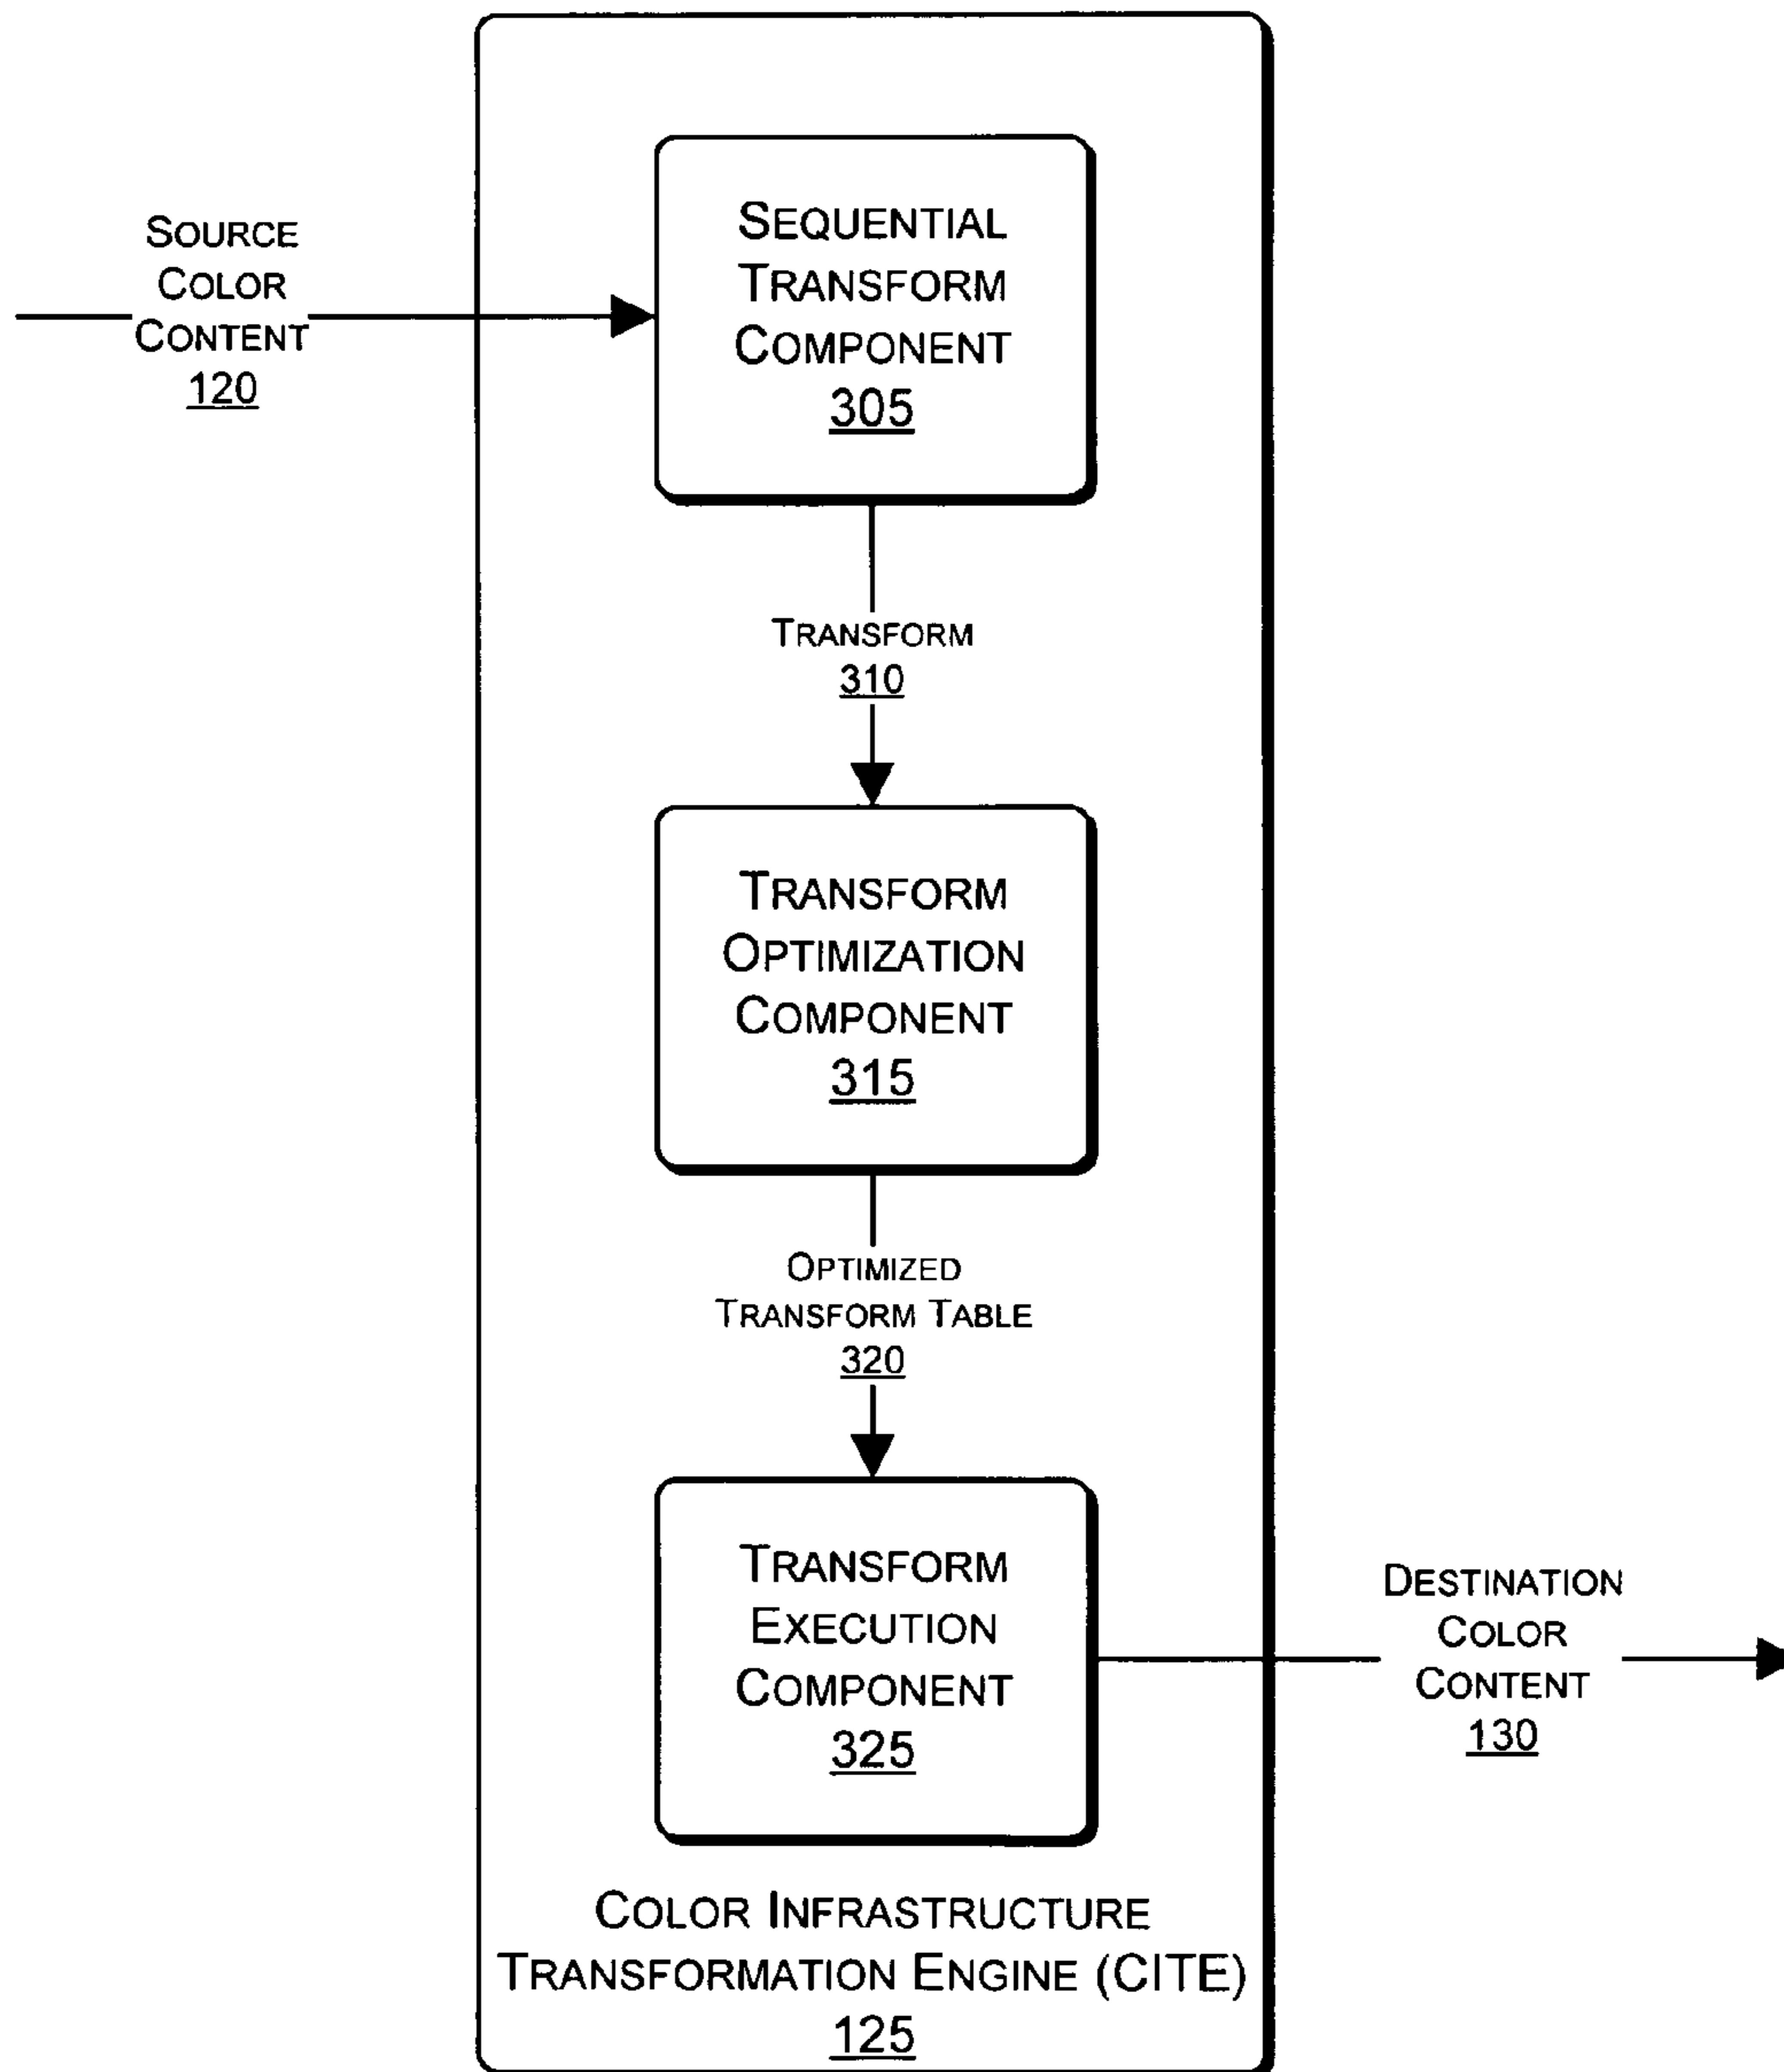 SOURCE
COLOR
CONTENT
120
SEQUENTIAL
TRANSFORM
COMPONENT
305
TRANSFORM
310
TRANSFORM
OPTIMIZATION
COMPONENT
315
OPTIMIZED
TRANSFORM TABLE
320
TRANSFORM
EXECUTION
COMPONENT
325
DESTINATION
COLOR
CONTENT
130
COLOR INFRASTRUCTURE
TRANSFORMATION ENGINE (CITE)
125